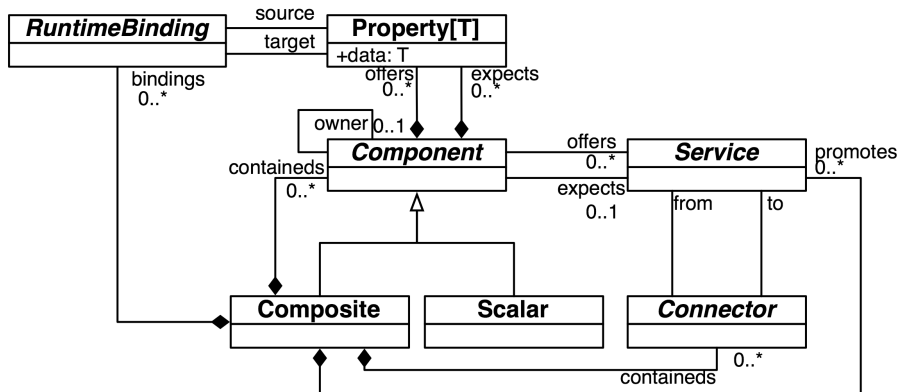 RuntimeBinding
source
target
Property[T]
+data: T
bindings
0..*
offers
0..*
expects
0..*
owner
0..1
Component
containeds
0..*
offers
0..*
expects
0..1
Service
promotes
0..*
from
to
Composite
Scalar
Connector
0..*
containeds